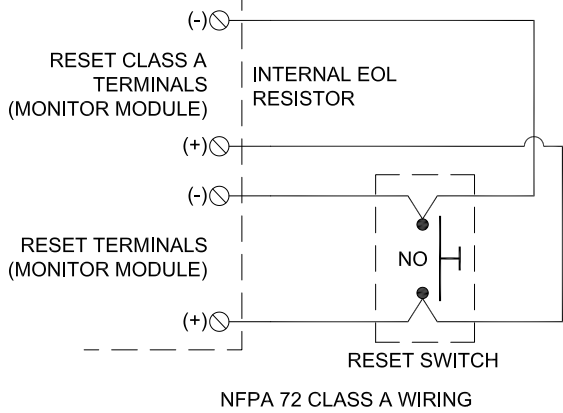 (-)
RESET CLASS A
TERMINALS
(MONITOR MODULE)
INTERNAL EOL
RESISTOR
(+)
(-)
RESET TERMINALS
(MONITOR MODULE)
NO
(+)
RESET SWITCH
NFPA 72 CLASS A WIRING